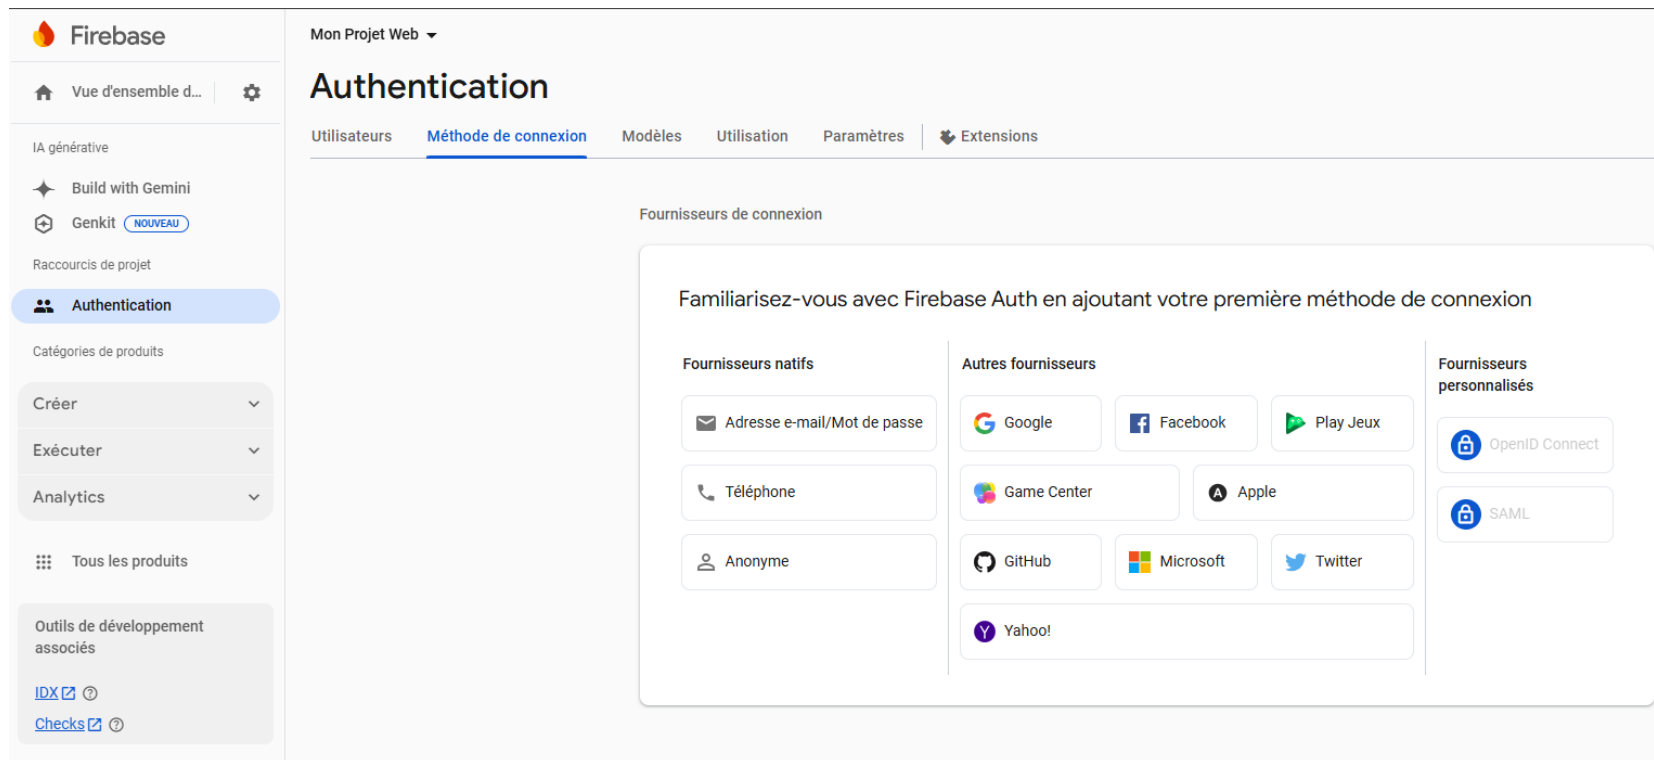 Firebase
Vue d'ensemble d...
IA générative
Build with Gemini
Genkit NOUVEAU
Raccourcis de projet
Authentication
Catégories de produits
Créer
Exécuter
Analytics
Tous les produits
Outils de développement
associés
IDX
Checks
Mon Projet Web
Authentication
Utilisateurs Méthode de connexion Modèles Utilisation Paramètres Extensions
Fournisseurs de connexion
Familiarisez-vous avec Firebase Auth en ajoutant votre première méthode de connexion
Fournisseurs natifs
Adresse e-mail/Mot de passe
Téléphone
Anonyme
Autres fournisseurs
Google Facebook Play Jeux
Game Center Apple
GitHub Microsoft Twitter
Yahoo!
Fournisseurs
personnalisés
OpenID Connect
SAML